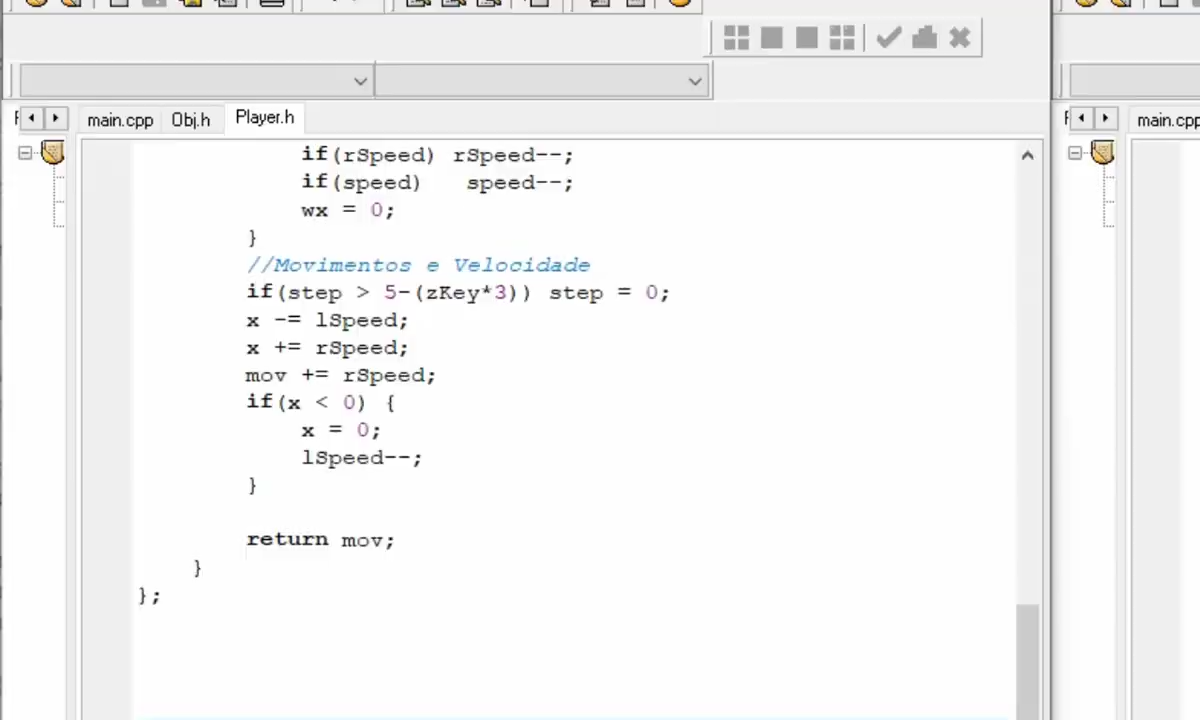 main.cpp Obj.h Player.h main.cpp
if(rSpeed) rSpeed--;
if(speed) speed--;
wx = 0;
}
//Movimentos e Velocidade
if(step > 5-(zKey*3)) step = 0;
x -= lSpeed;
x += rSpeed;
mov += rSpeed;
if(x < 0) {
x = 0;
lSpeed--;
}
return mov;
}
};